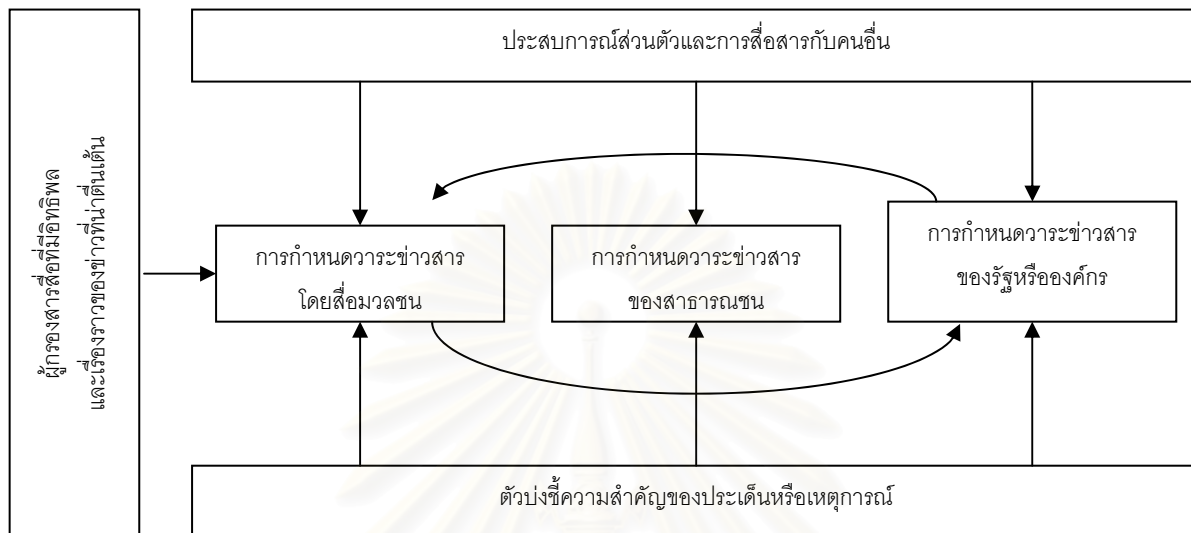 ประสบการณ์ส่วนตัวและการสื่อสารกับคนอื่น
ผู้กรองสารสื่อที่มีอิทธิพล
และเรื่องราวของข่าวที่น่าตื่นเต้น
การกำหนดวาระข่าวสาร
โดยสื่อมวลชน
การกำหนดวาระข่าวสาร
ของสาธารณชน
การกำหนดวาระข่าวสาร
ของรัฐหรือองค์กร
ตัวบ่งชี้ความสำคัญของประเด็นหรือเหตุการณ์